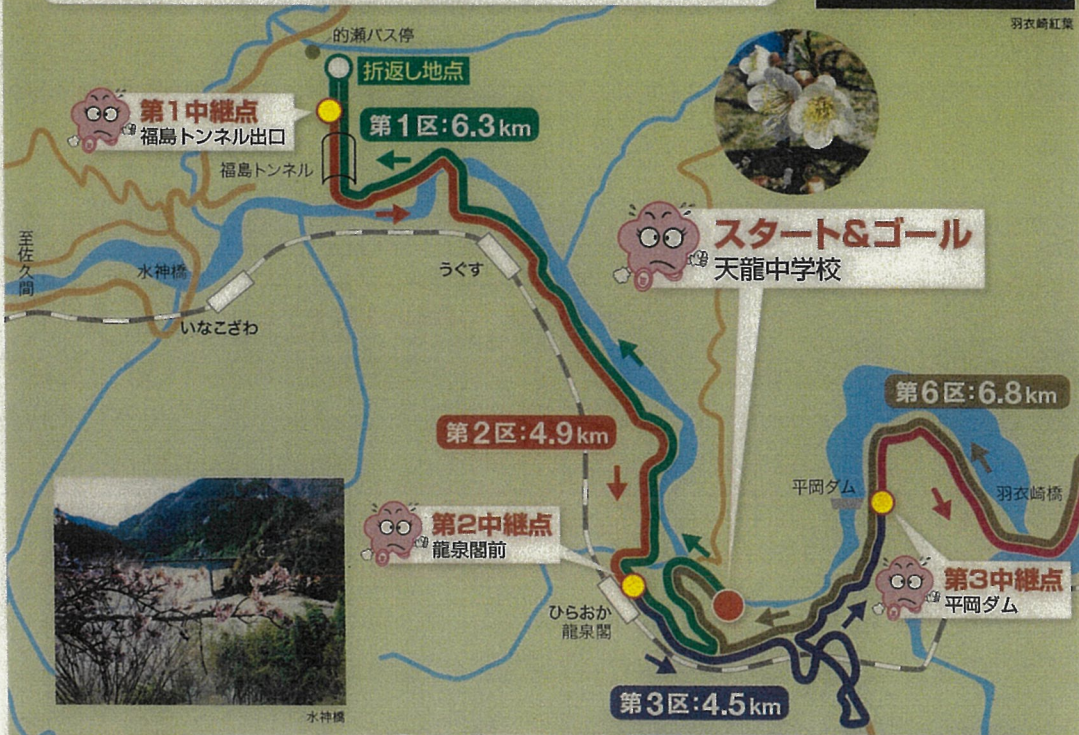 羽衣崎紅葉
的瀬バス停
折返し地点
第1中継点
福島トンネル出口
第1区:6.3km
福島トンネル
スタート&ゴール
天龍中学校
至佐久間
水神橋
うぐす
いなこざわ
第6区:6.8km
第2区:4.9km
平岡ダム
羽衣崎橋
第2中継点
龍泉閣前
第3中継点
平岡ダム
ひらおか
龍泉閣
第3区:4.5km
水神橋